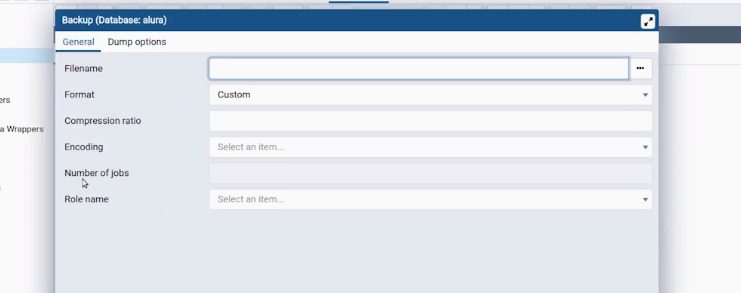 Backup (Database: alura)
General Dump options
Filename
Format Custom
Compression ratio
ers
Encoding Select an item...
a Wrappers
Number of jobs
Role name Select an item...